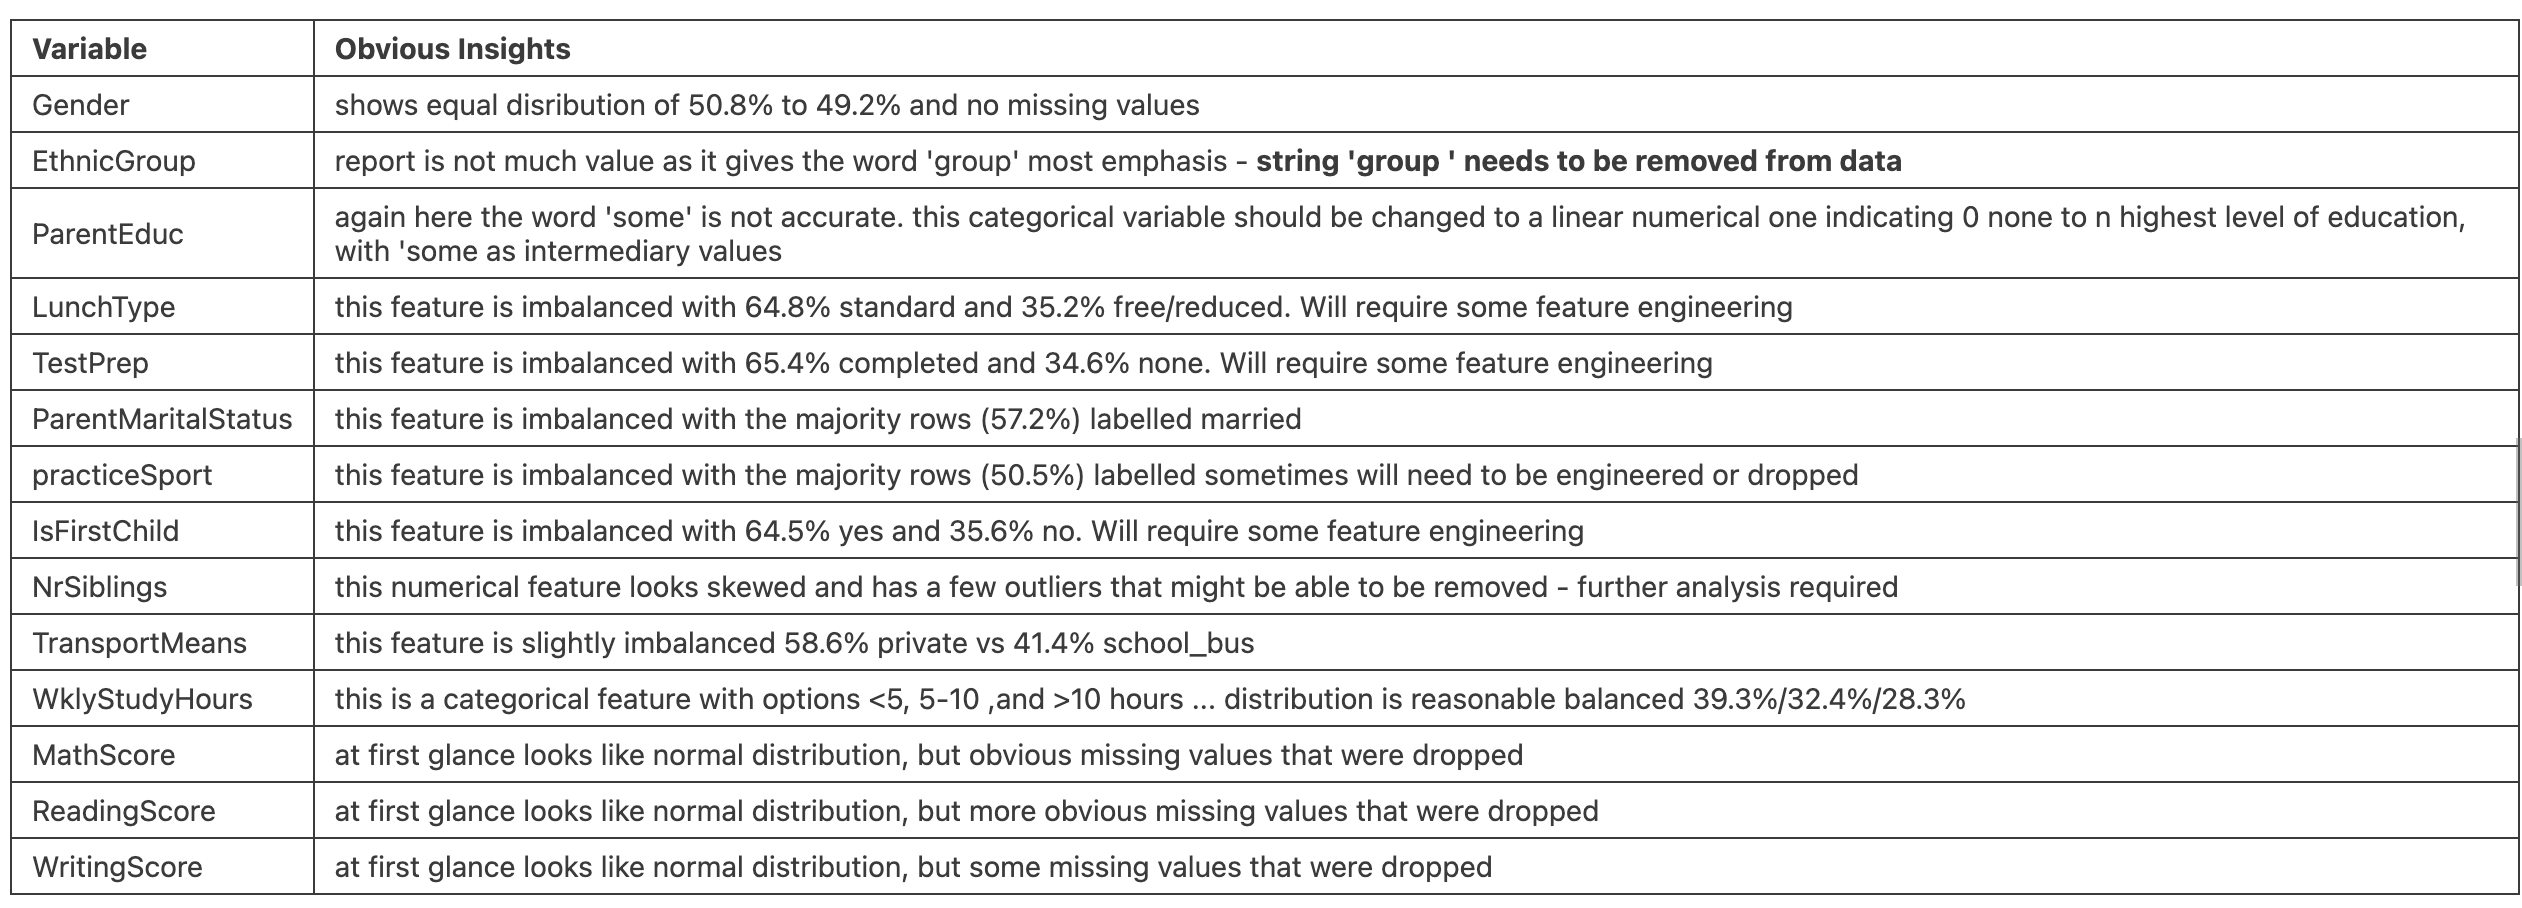 Variable Obvious Insights
Gender shows equal disribution of 50.8% to 49.2% and no missing values
EthnicGroup report is not much value as it gives the word 'group' most emphasis - string 'group ' needs to be removed from data
ParentEduc again here the word 'some' is not accurate. this categorical variable should be changed to a linear numerical one indicating 0 none to n highest level of education,
with 'some as intermediary values
LunchType this feature is imbalanced with 64.8% standard and 35.2% free/reduced. Will require some feature engineering
TestPrep this feature is imbalanced with 65.4% completed and 34.6% none. Will require some feature engineering
ParentMaritalStatus this feature is imbalanced with the majority rows (57.2%) labelled married
practiceSport this feature is imbalanced with the majority rows (50.5%) labelled sometimes will need to be engineered or dropped
IsFirstChild this feature is imbalanced with 64.5% yes and 35.6% no. Will require some feature engineering
NrSiblings this numerical feature looks skewed and has a few outliers that might be able to be removed - further analysis required
TransportMeans this feature is slightly imbalanced 58.6% private vs 41.4% school_bus
WklyStudyHours this is a categorical feature with options <5, 5-10 ,and >10 hours ... distribution is reasonable balanced 39.3%/32.4%/28.3%
MathScore at first glance looks like normal distribution, but obvious missing values that were dropped
ReadingScore at first glance looks like normal distribution, but more obvious missing values that were dropped
WritingScore at first glance looks like normal distribution, but some missing values that were dropped